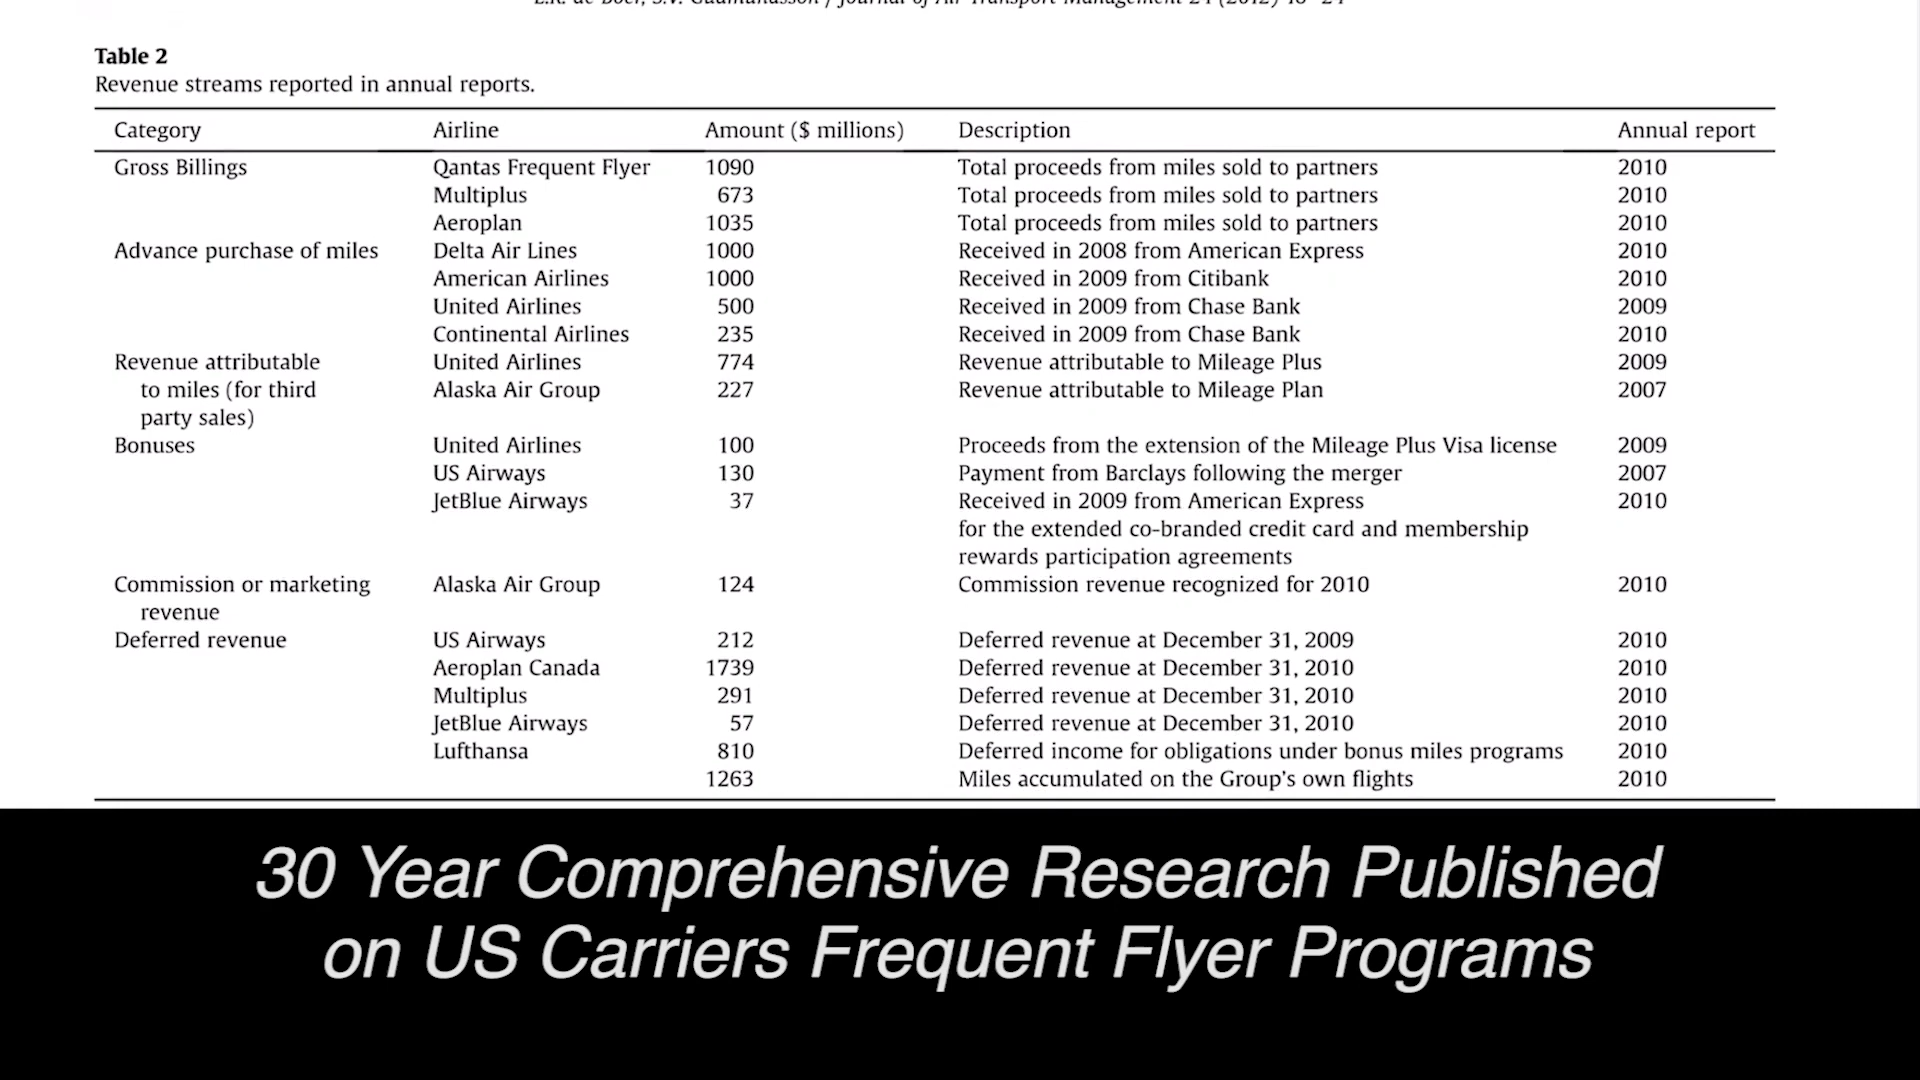 E.R. de Boer, S.V. Gudmundsson / Journal of Air Transport Management 24 (2012) 18–24
Table 2
Revenue streams reported in annual reports.
Category Airline Amount ($ millions) Description Annual report
Gross Billings Qantas Frequent Flyer 1090 Total proceeds from miles sold to partners 2010
Multiplus 673 Total proceeds from miles sold to partners 2010
Aeroplan 1035 Total proceeds from miles sold to partners 2010
Advance purchase of miles Delta Air Lines 1000 Received in 2008 from American Express 2010
American Airlines 1000 Received in 2009 from Citibank 2010
United Airlines 500 Received in 2009 from Chase Bank 2009
Continental Airlines 235 Received in 2009 from Chase Bank 2010
Revenue attributable United Airlines 774 Revenue attributable to Mileage Plus 2009
to miles (for third Alaska Air Group 227 Revenue attributable to Mileage Plan 2007
party sales)
Bonuses United Airlines 100 Proceeds from the extension of the Mileage Plus Visa license 2009
US Airways 130 Payment from Barclays following the merger 2007
JetBlue Airways 37 Received in 2009 from American Express 2010
for the extended co-branded credit card and membership
rewards participation agreements
Commission or marketing Alaska Air Group 124 Commission revenue recognized for 2010 2010
revenue
Deferred revenue US Airways 212 Deferred revenue at December 31, 2009 2010
Aeroplan Canada 1739 Deferred revenue at December 31, 2010 2010
Multiplus 291 Deferred revenue at December 31, 2010 2010
JetBlue Airways 57 Deferred revenue at December 31, 2010 2010
Lufthansa 810 Deferred income for obligations under bonus miles programs 2010
1263 Miles accumulated on the Group's own flights 2010
30 Year Comprehensive Research Published
on US Carriers Frequent Flyer Programs